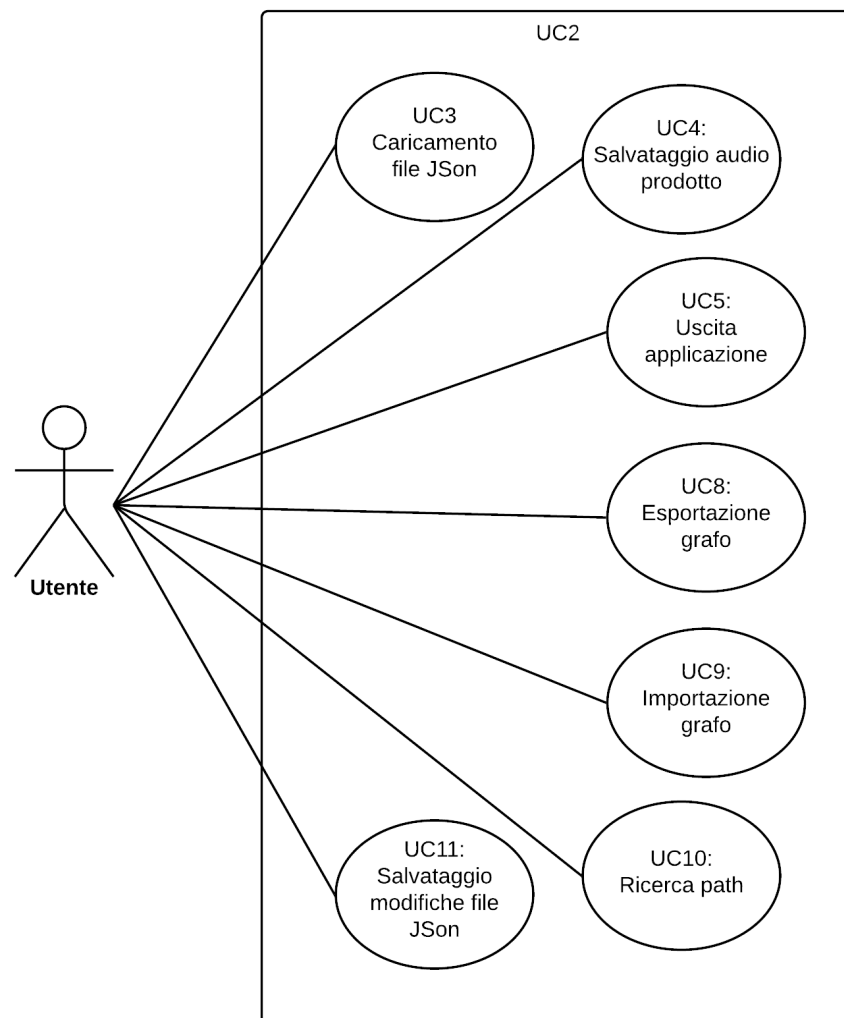 UC2
UC3
Caricamento
file JSon
UC4:
Salvataggio audio
prodotto
UC5:
Uscita
applicazione
UC8:
Esportazione
grafo
Utente
UC9:
Importazione
grafo
UC11:
Salvataggio
modifiche file
JSon
UC10:
Ricerca path